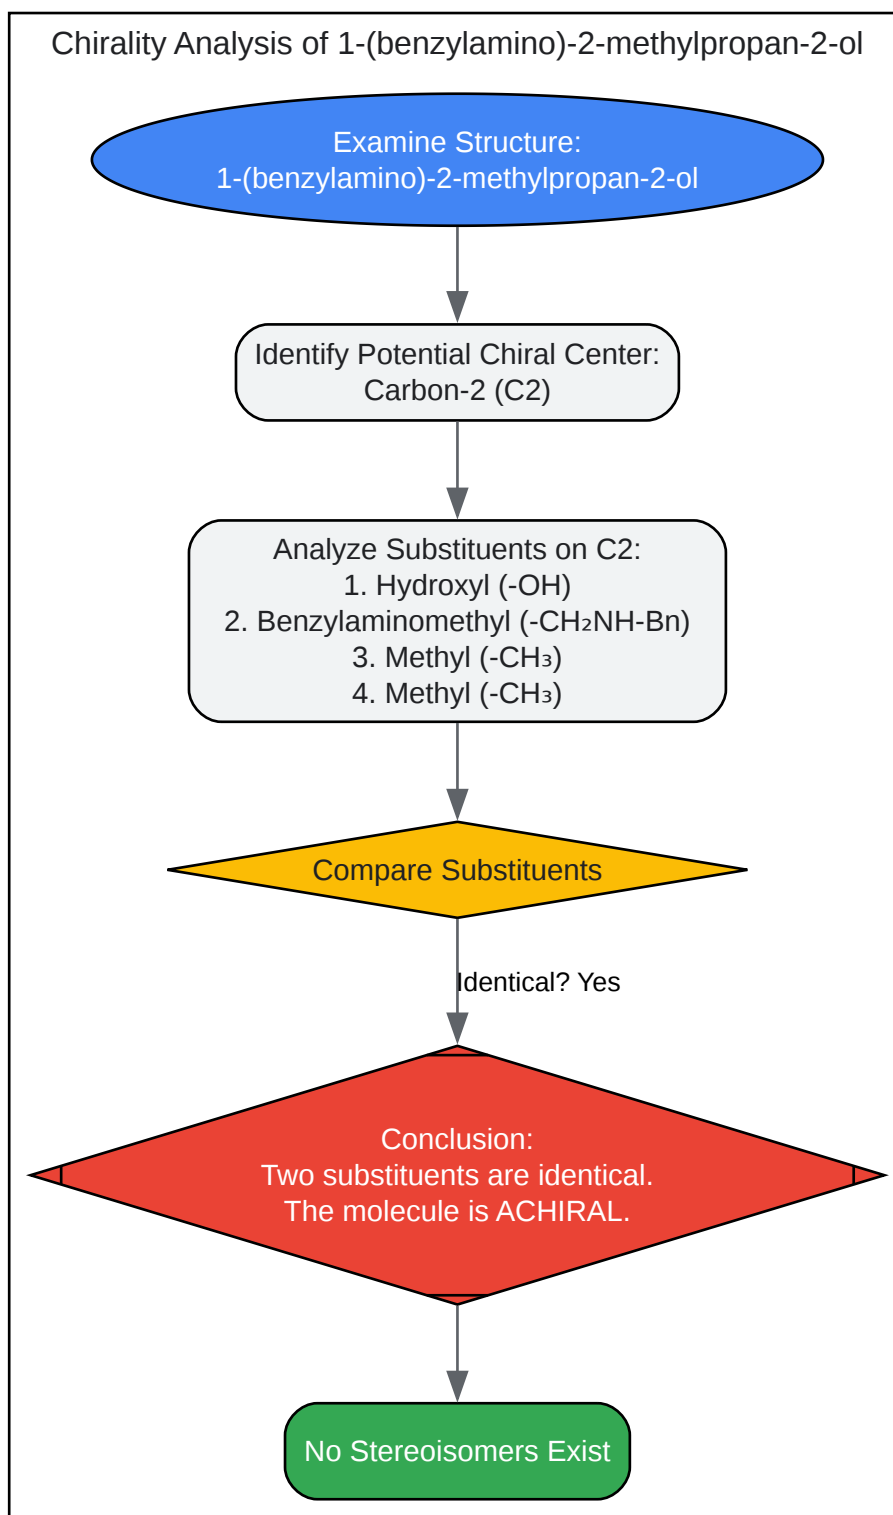 Chirality Analysis of 1-(benzylamino)-2-methylpropan-2-ol
Examine Structure:
1-(benzylamino)-2-methylpropan-2-ol
Identify Potential Chiral Center:
Carbon-2 (C2)
Analyze Substituents on C2:
1. Hydroxyl (-OH)
2. Benzylaminomethyl (-CH₂NH-Bn)
3. Methyl (-CH₃)
4. Methyl (-CH₃)
Compare Substituents
Identical? Yes
Conclusion:
Two substituents are identical.
The molecule is ACHIRAL.
No Stereoisomers Exist